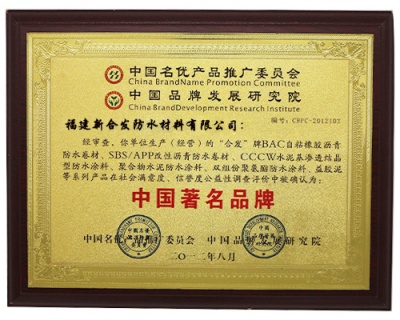 中国名优产品推广委员会
China BrandName Promotion Committee
中国品牌发展研究院
China BrandDevelopment Research Institute
福建新合发防水材料有限公司：
编号：CHPC-2012107
经审查，你单位生产（经营）的“合发”牌BAC自粘橡胶沥青
防水卷材、SBS/APP改性沥青防水卷材、CCCW水泥基渗透结晶
型防水涂料、聚合物水泥防水涂料、双组份聚氨酯防水涂料、益胶泥
等系列产品在社会满意度、信誉度公益性调查评价中被确认为：
中国著名品牌
中国名优产品推广委员会 中国品牌发展研究院
二〇一二年八月